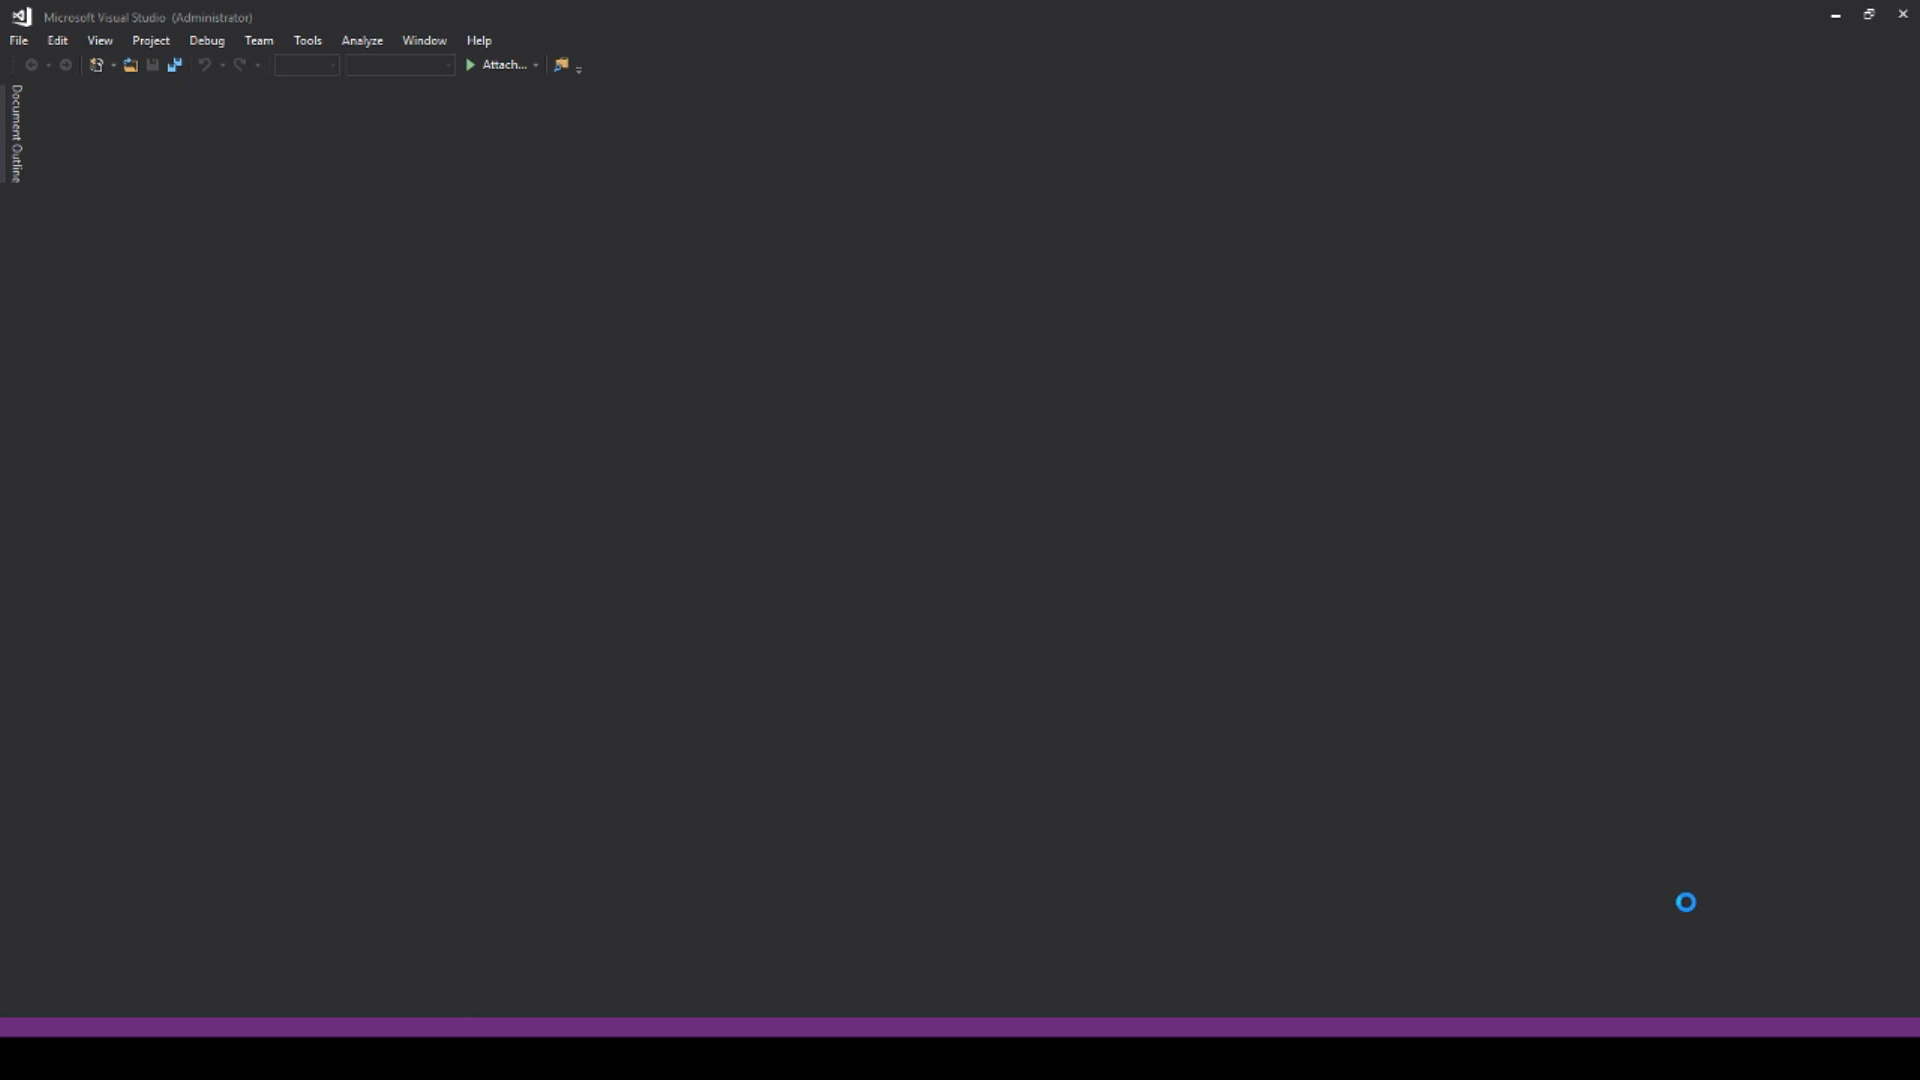 Microsoft Visual Studio (Administrator)
File Edit View Project Debug Team Tools Analyze Window Help
Attach...
Document Outline